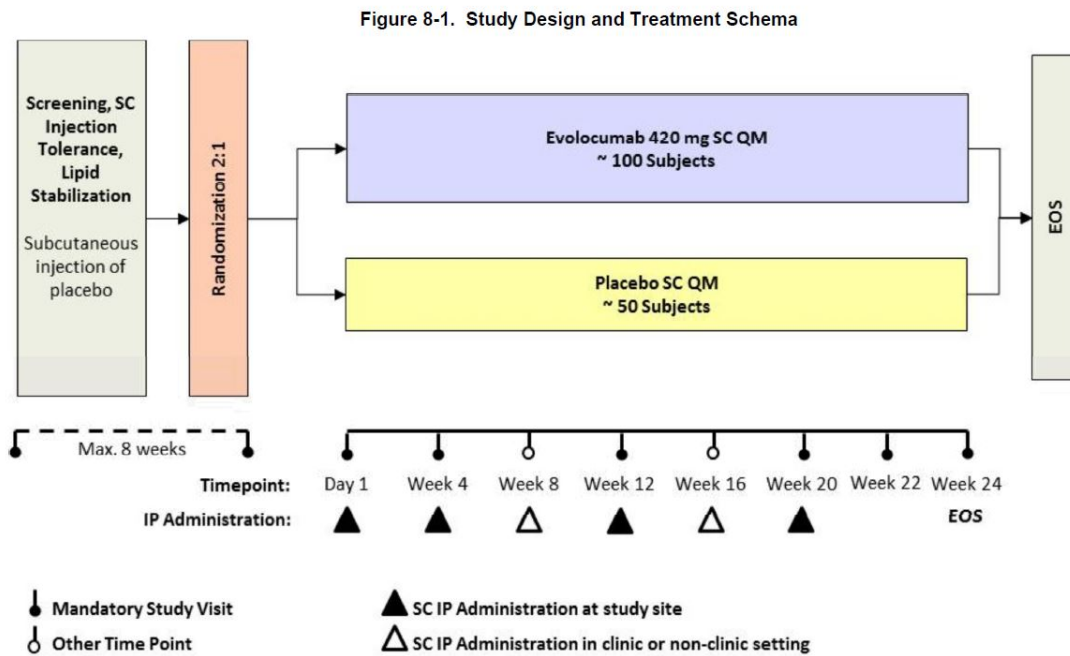 Figure 8-1. Study Design and Treatment Schema
Screening, SC
Injection
Tolerance,
Lipid
Stabilization
Subcutaneous
injection of
placebo
Randomization 2:1
Evolocumab 420 mg SC QM
~ 100 Subjects
Placebo SC QM
~ 50 Subjects
EOS
Max. 8 weeks
Timepoint: Day 1 Week 4 Week 8 Week 12 Week 16 Week 20 Week 22 Week 24
IP Administration: EOS
Mandatory Study Visit
SC IP Administration at study site
Other Time Point
SC IP Administration in clinic or non-clinic setting